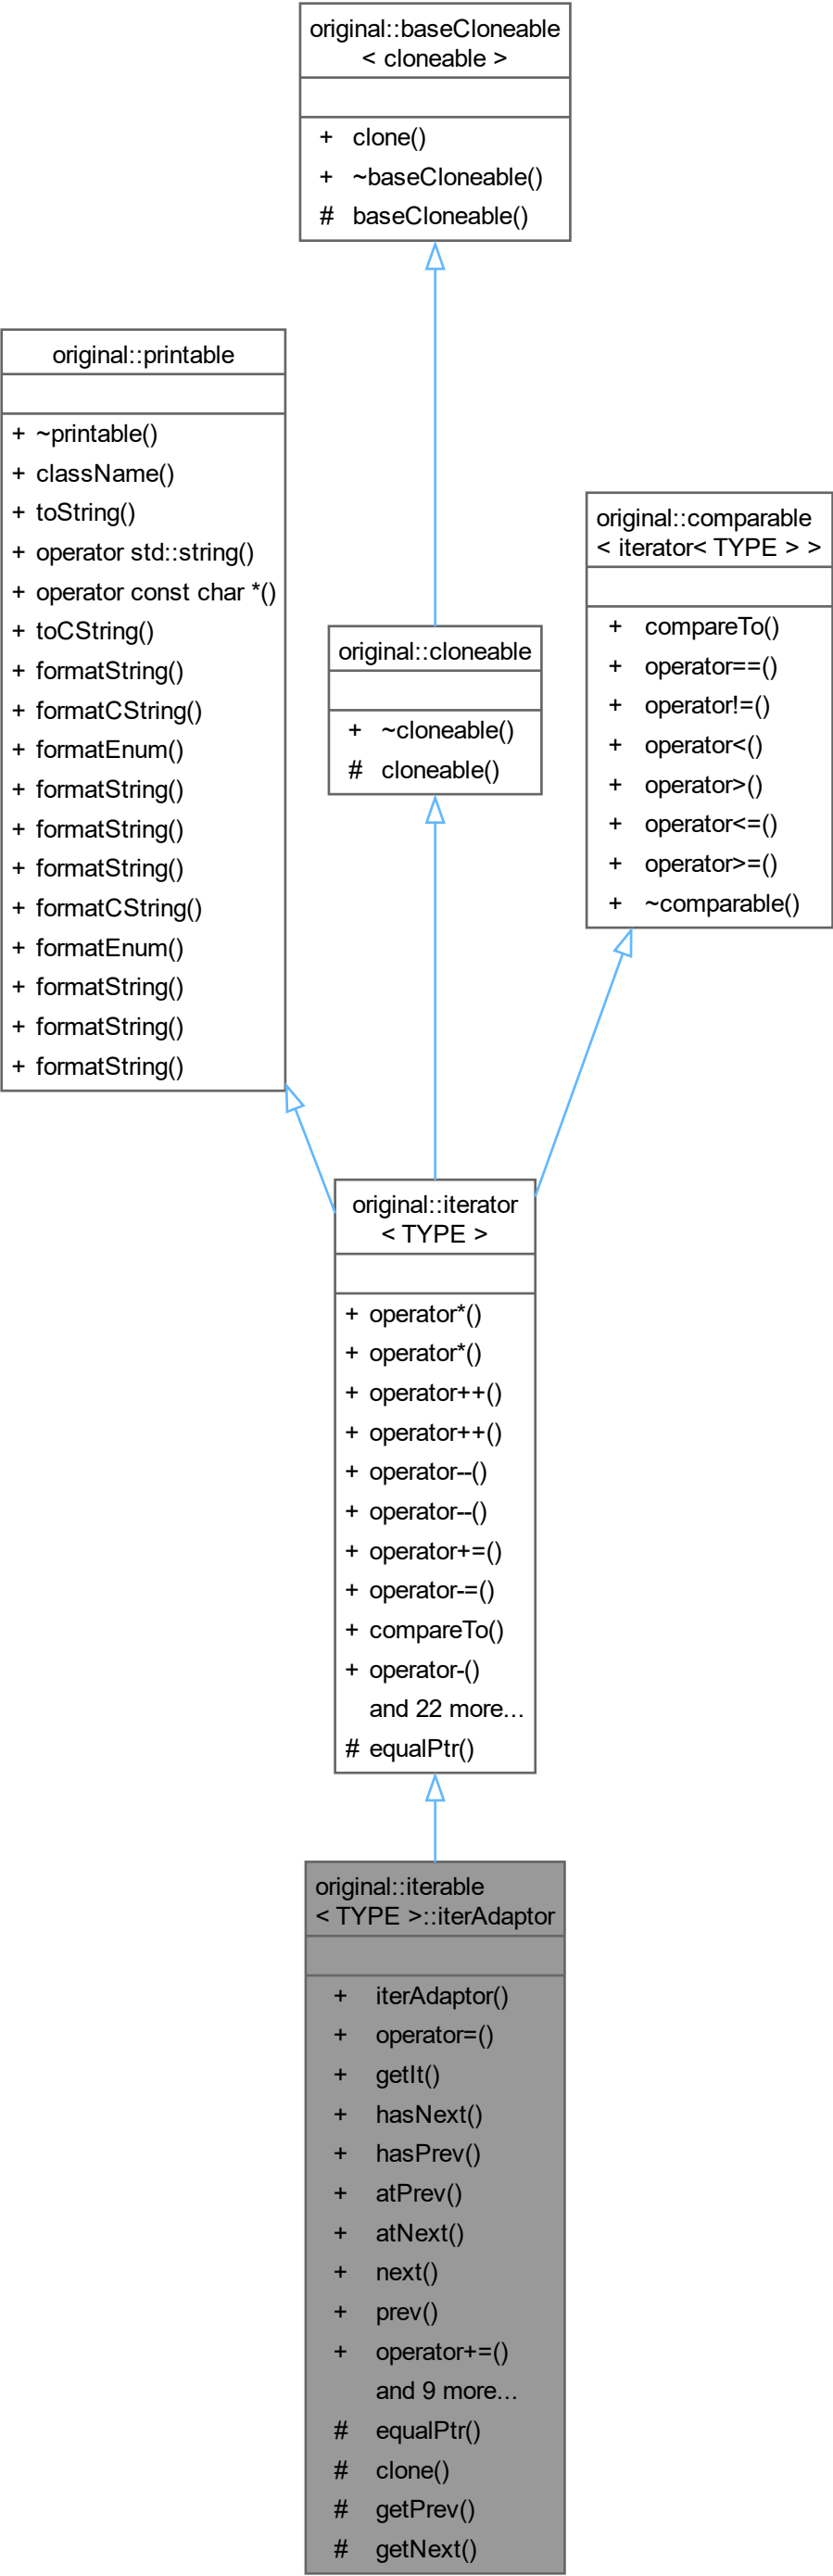 original::baseCloneable
< cloneable >
+ clone()
+ ~baseCloneable()
# baseCloneable()
original::printable
+ ~printable()
+ className()
+ toString()
+ operator std::string()
+ operator const char *()
+ toCString()
+ formatString()
+ formatCString()
+ formatEnum()
+ formatString()
+ formatString()
+ formatString()
+ formatCString()
+ formatEnum()
+ formatString()
+ formatString()
+ formatString()
original::cloneable
+ ~cloneable()
# cloneable()
original::comparable
< iterator< TYPE > >
+ compareTo()
+ operator==()
+ operator!=()
+ operator<()
+ operator>()
+ operator<=()
+ operator>=()
+ ~comparable()
original::iterator
< TYPE >
+ operator*()
+ operator*()
+ operator++()
+ operator++()
+ operator--()
+ operator--()
+ operator+=()
+ operator-=()
+ compareTo()
+ operator-()
and 22 more...
# equalPtr()
original::iterable
< TYPE >::iterAdaptor
+ iterAdaptor()
+ operator=()
+ getIt()
+ hasNext()
+ hasPrev()
+ atPrev()
+ atNext()
+ next()
+ prev()
+ operator+=()
and 9 more...
# equalPtr()
# clone()
# getPrev()
# getNext()